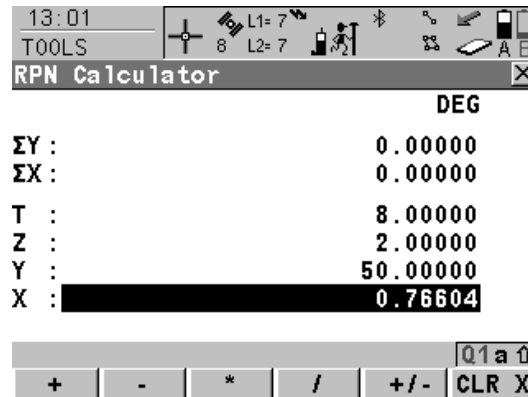 13:01 L1= 7
TOOLS 8 L2= 7 A B
RPN Calculator X
DEG
ΣY : 0.00000
ΣX : 0.00000
T : 8.00000
Z : 2.00000
Y : 50.00000
X : 0.76604
Q1 a ⇧
+ - * / +/- CLR X